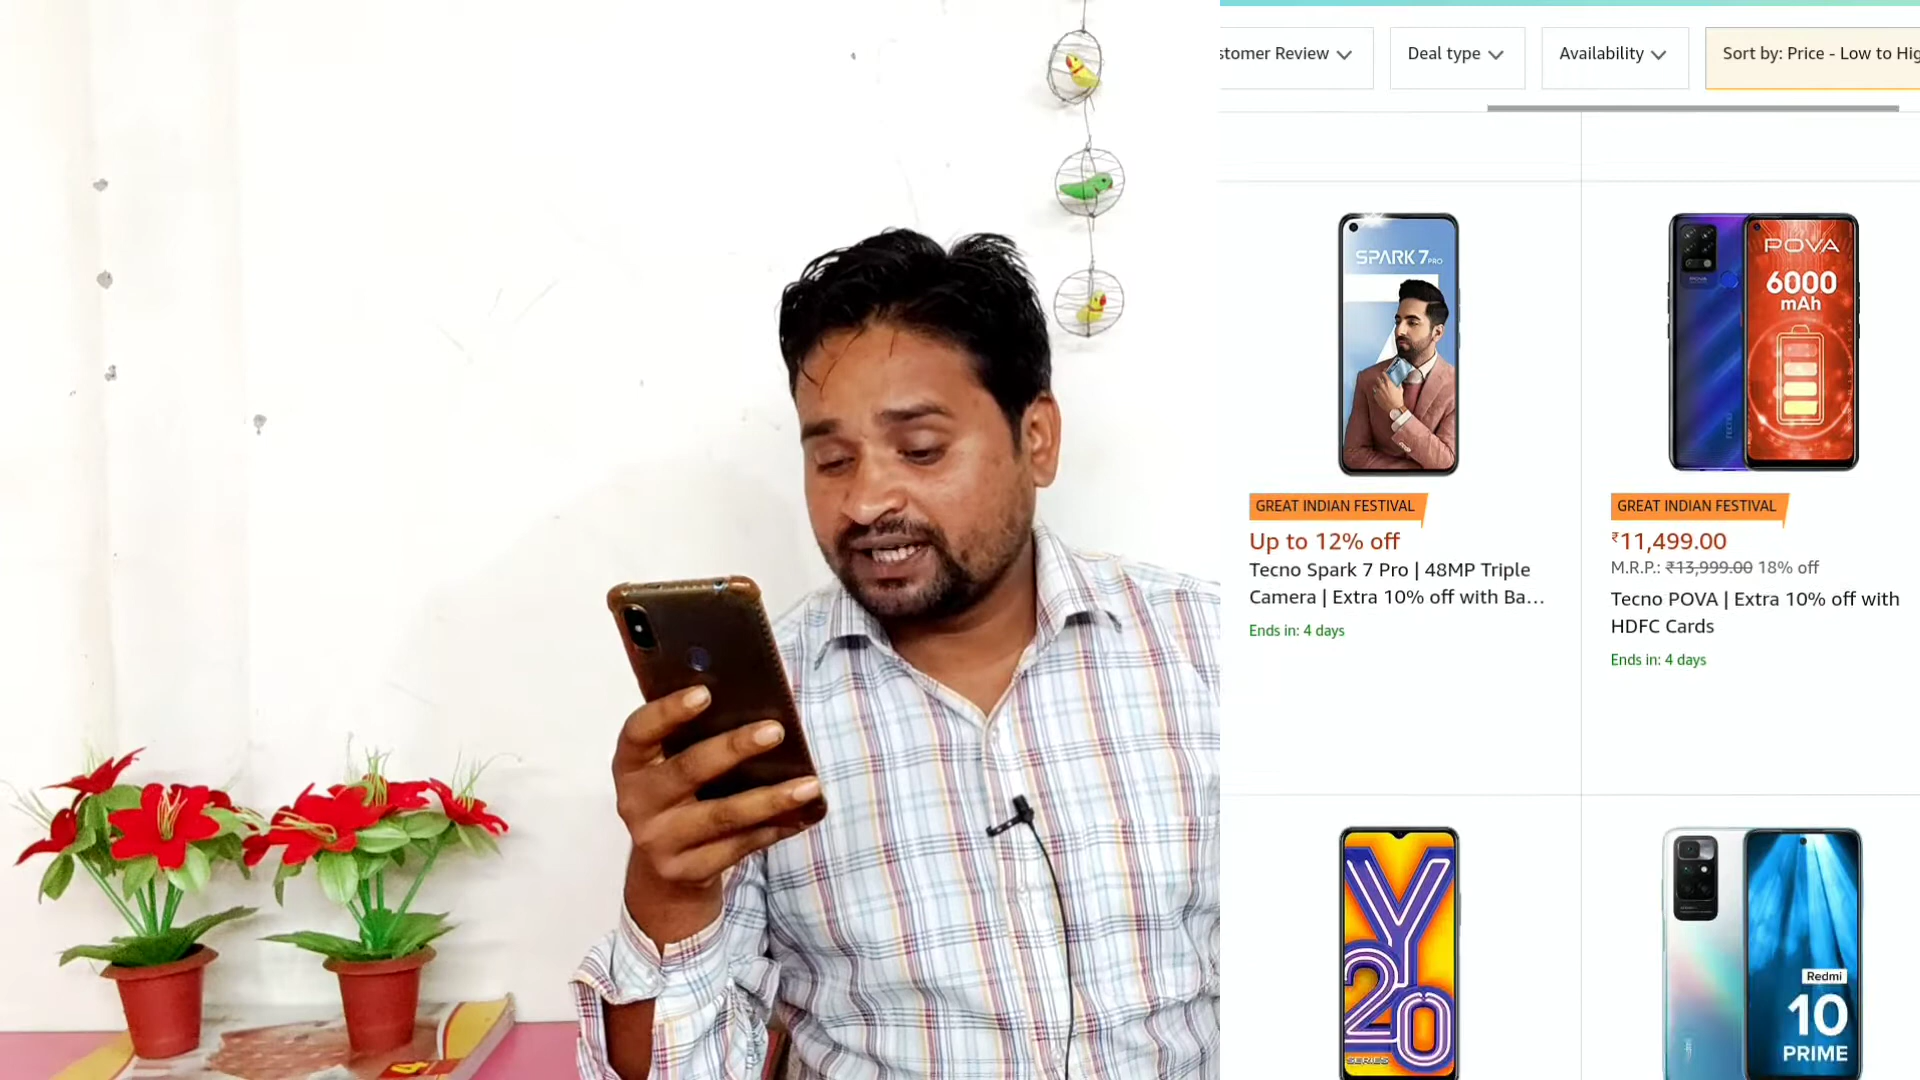 stomer Review
Deal type
Availability
Sort by: Price - Low to Hig
SPARK 7 PRO
POVA
6000
mAh
GREAT INDIAN FESTIVAL
Up to 12% off
Tecno Spark 7 Pro | 48MP Triple
Camera | Extra 10% off with Ba...
Ends in: 4 days
GREAT INDIAN FESTIVAL
₹11,499.00
M.R.P.: ₹13,999.00 18% off
Tecno POVA | Extra 10% off with
HDFC Cards
Ends in: 4 days
Y
20
SERIES
Redmi
10
PRIME